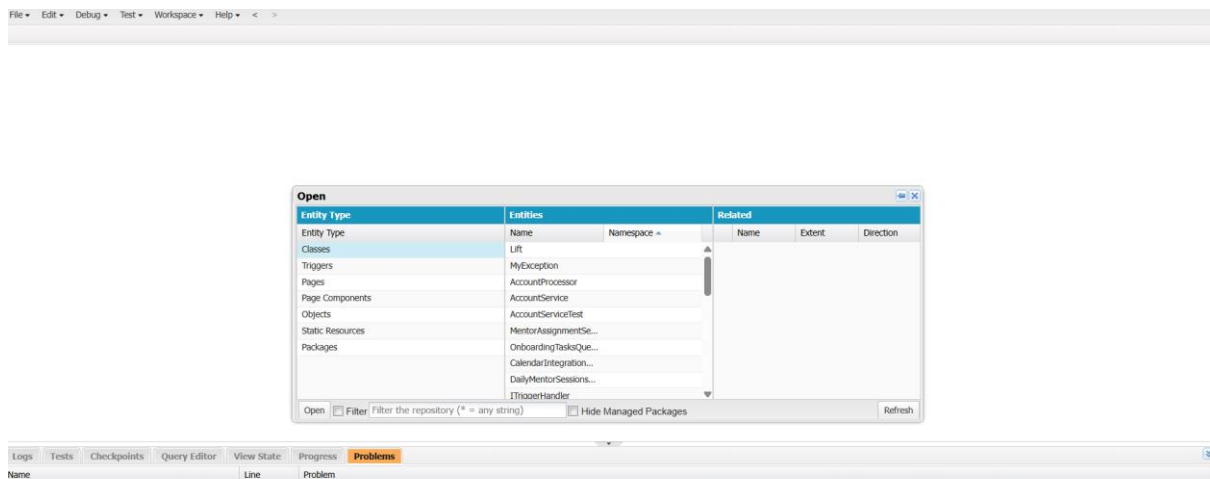 File Edit Debug Test Workspace Help < >
Open
Entity Type Entities Related
Entity Type Name Namespace Name Extent Direction
Classes Lift
Triggers MyException
Pages AccountProcessor
Page Components AccountService
Objects AccountServiceTest
Static Resources MentorAssignmentSe...
Packages OnboardingTasksQue...
CalendarIntegration...
DailyMentorSessions...
ITriggerHandler
Open Filter Filter the repository (* = any string) Hide Managed Packages Refresh
Logs Tests Checkpoints Query Editor View State Progress Problems
Name Line Problem